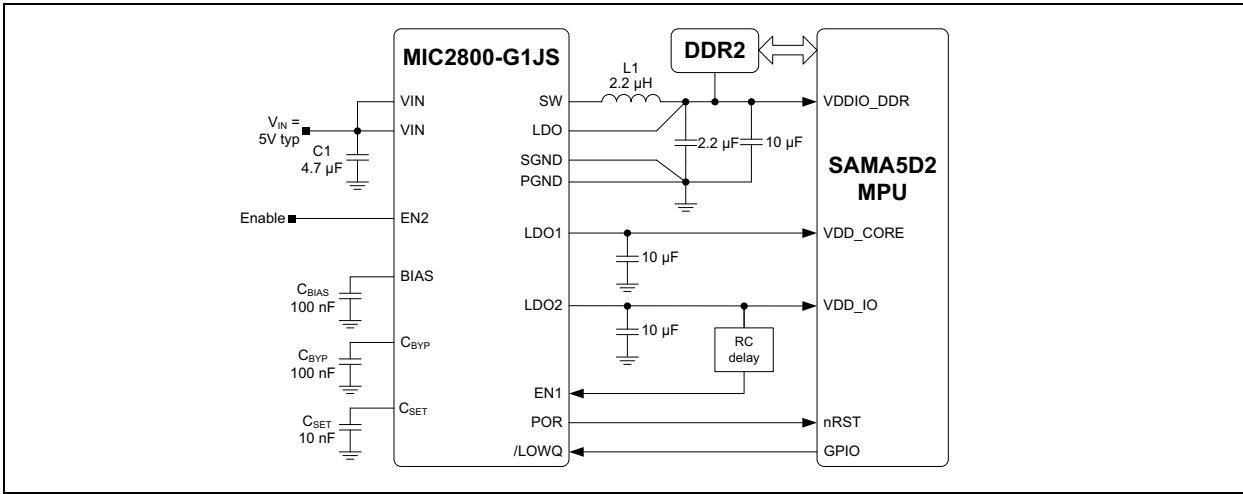 MIC2800-G1JS
VIN
VIN
V_IN =
5V typ
C1
4.7 µF
Enable
EN2
BIAS
C_BIAS
100 nF
C_BYP
C_BYP
100 nF
C_SET
C_SET
10 nF
SW
LDO
SGND
PGND
LDO1
LDO2
EN1
POR
/LOWQ
L1
2.2 µH
DDR2
2.2 µF
10 µF
10 µF
10 µF
RC
delay
VDDIO_DDR
SAMA5D2
MPU
VDD_CORE
VDD_IO
nRST
GPIO